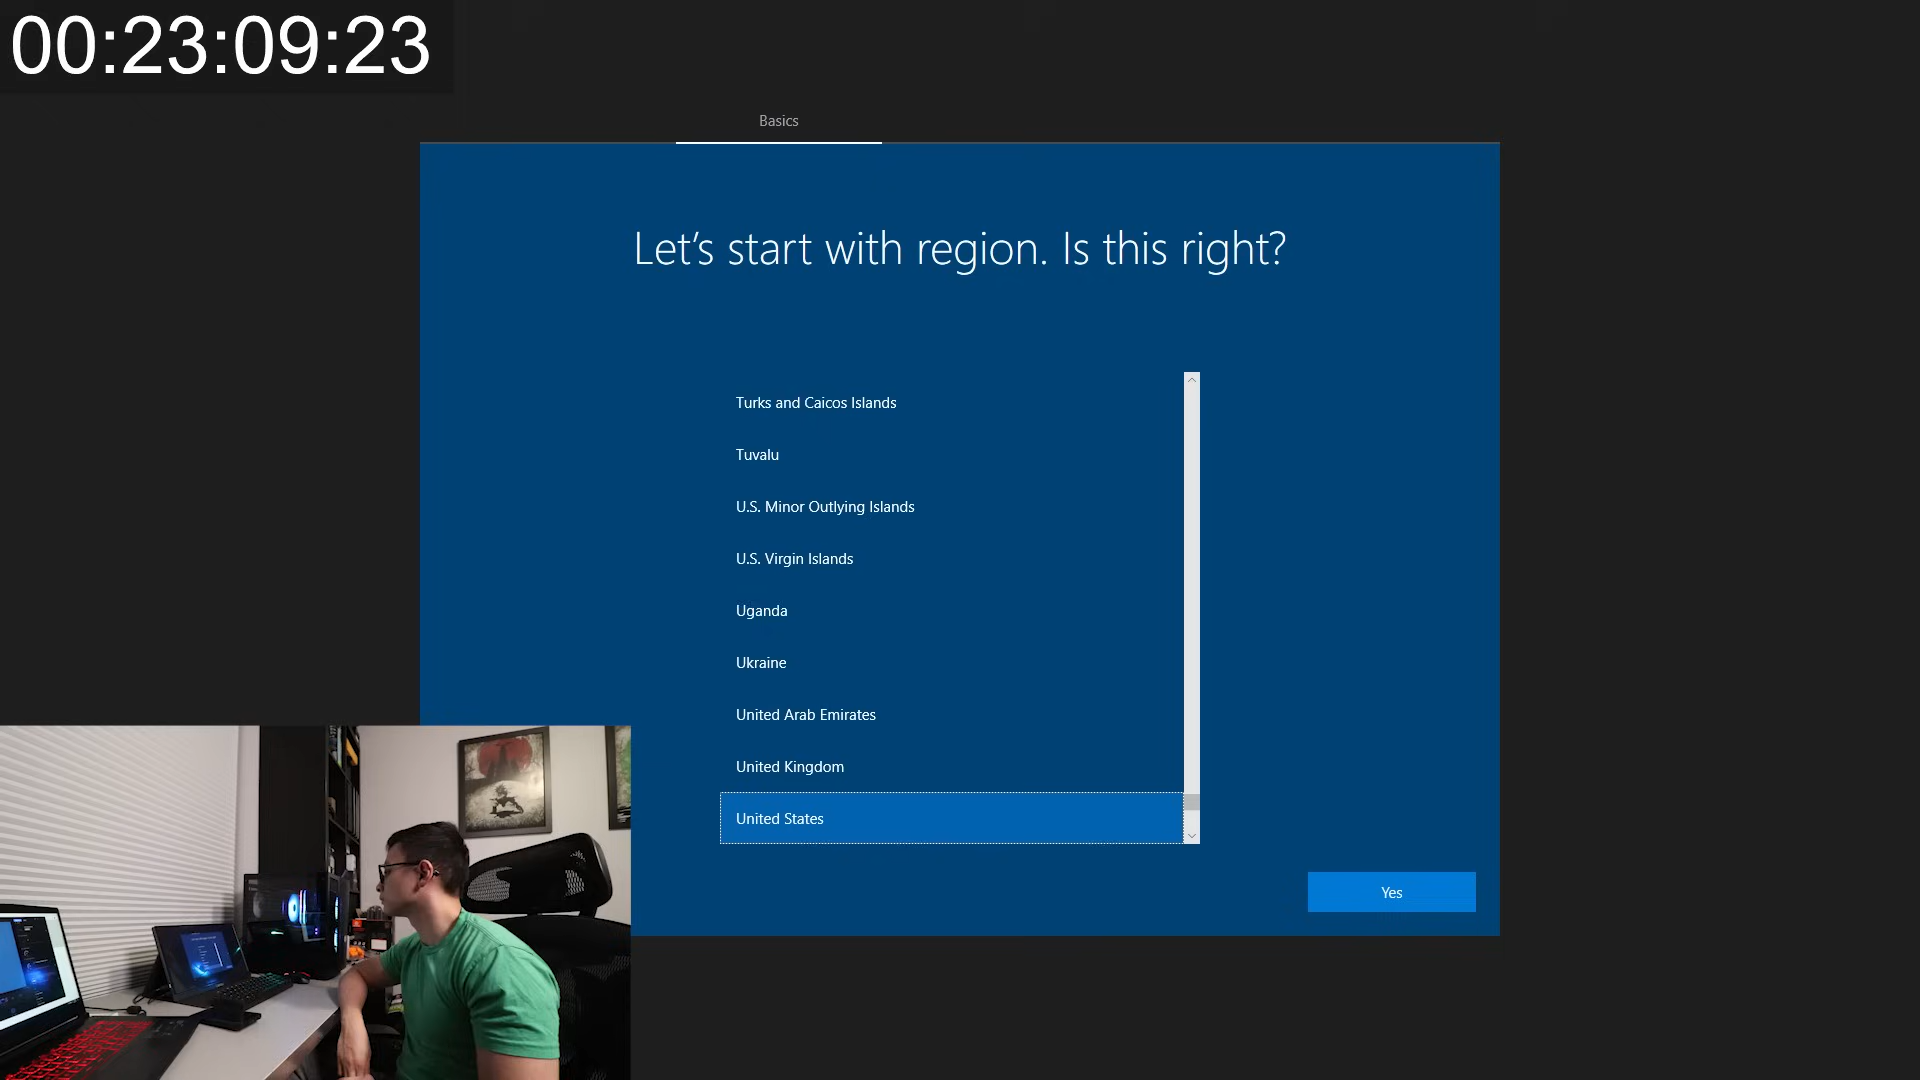 00:23:09:23
Basics
Let's start with region. Is this right?
Turks and Caicos Islands
Tuvalu
U.S. Minor Outlying Islands
U.S. Virgin Islands
Uganda
Ukraine
United Arab Emirates
United Kingdom
United States
Yes